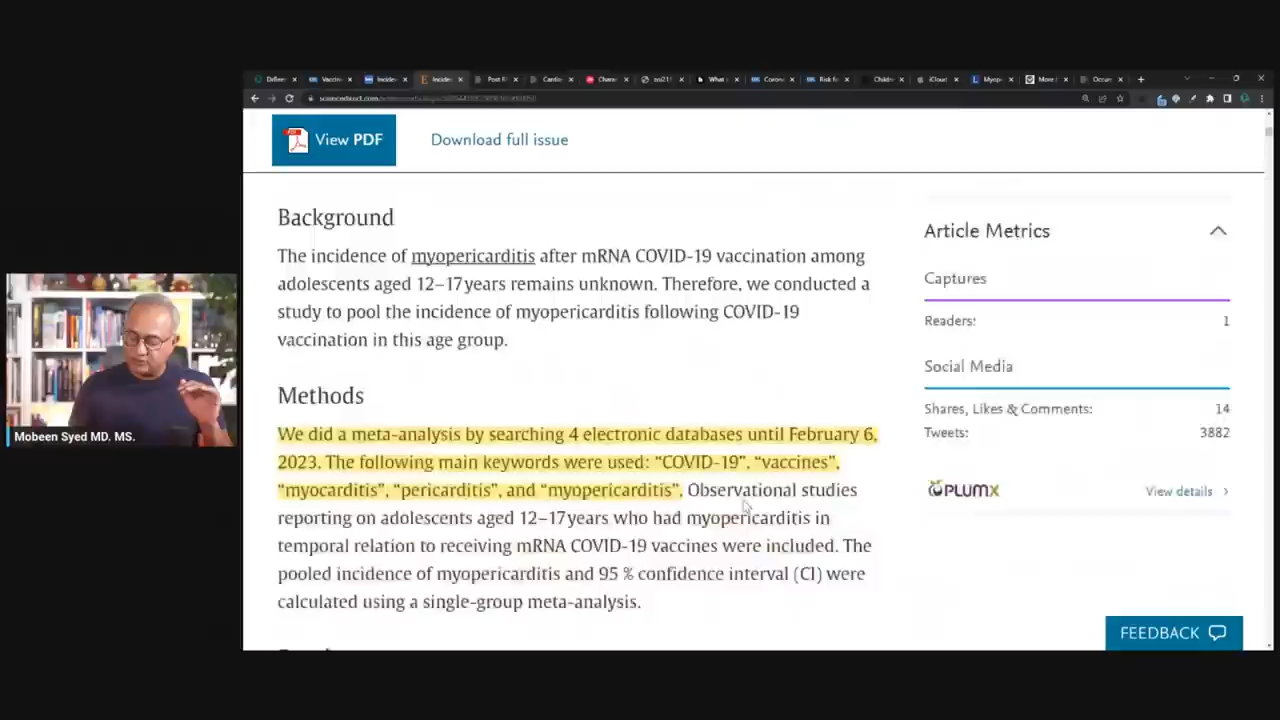 View PDF
Download full issue
Background
The incidence of myopericarditis after mRNA COVID-19 vaccination among
adolescents aged 12–17 years remains unknown. Therefore, we conducted a
study to pool the incidence of myopericarditis following COVID-19
vaccination in this age group.
Methods
We did a meta-analysis by searching 4 electronic databases until February 6,
2023. The following main keywords were used: “COVID-19”, “vaccines”,
“myocarditis”, “pericarditis”, and “myopericarditis”. Observational studies
reporting on adolescents aged 12–17 years who had myopericarditis in
temporal relation to receiving mRNA COVID-19 vaccines were included. The
pooled incidence of myopericarditis and 95 % confidence interval (CI) were
calculated using a single-group meta-analysis.
Article Metrics
Captures
Readers: 1
Social Media
Shares, Likes & Comments: 14
Tweets: 3882
PLUMX
View details
FEEDBACK
Mobeen Syed MD. MS.